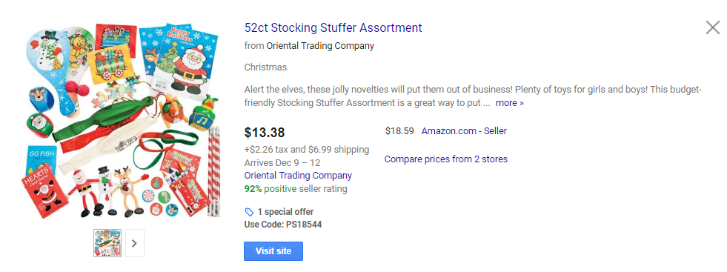 52ct Stocking Stuffer Assortment
from Oriental Trading Company
Christmas
Alert the elves, these jolly novelties will put them out of business! Plenty of toys for girls and boys! This budget-
friendly Stocking Stuffer Assortment is a great way to put ... more »
$13.38
$18.59 Amazon.com - Seller
+$2.26 tax and $6.99 shipping
Arrives Dec 9 – 12
Compare prices from 2 stores
Oriental Trading Company
92% positive seller rating
1 special offer
Use Code: PS18544
Visit site
GO FISH
HEARTS